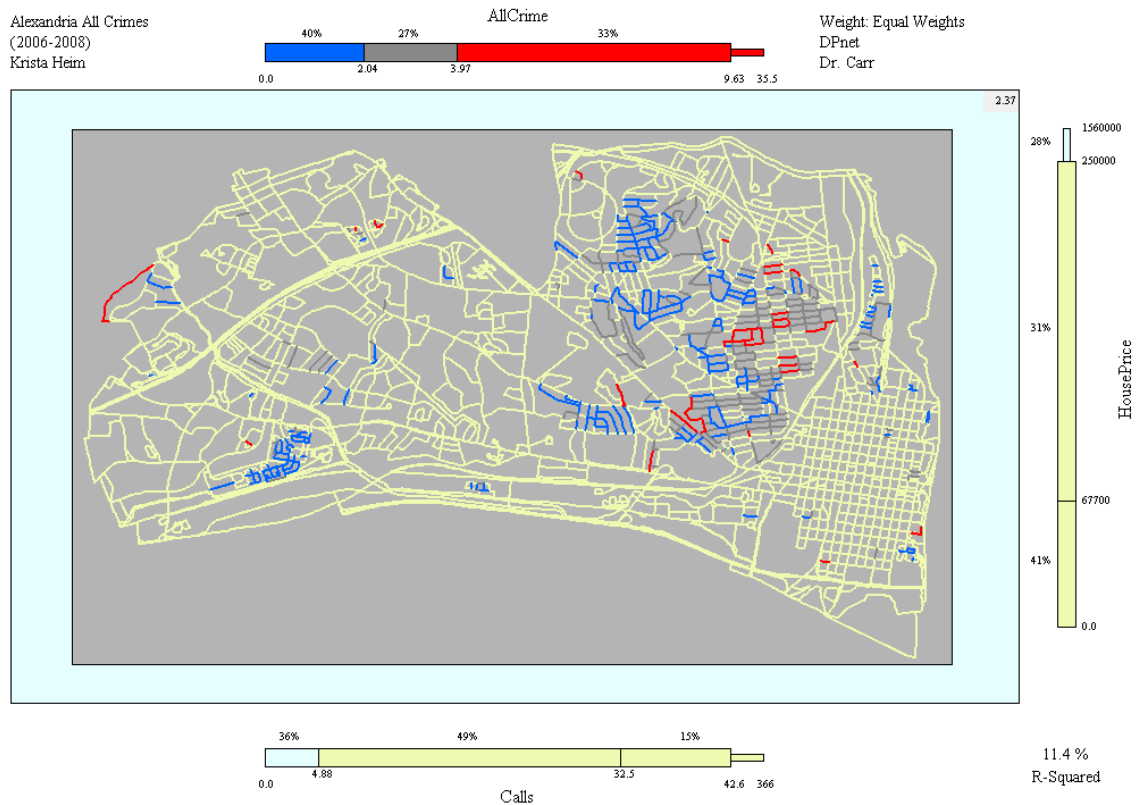 Alexandria All Crimes
(2006-2008)
Krista Heim
AllCrime
40% 27% 33%
0.0 2.04 3.97 9.63 35.5
Weight: Equal Weights
DPnet
Dr. Carr
2.37
28%
1560000
250000
31%
HousePrice
67700
41%
0.0
36% 49% 15%
0.0 4.88 32.5 42.6 366
Calls
11.4 %
R-Squared